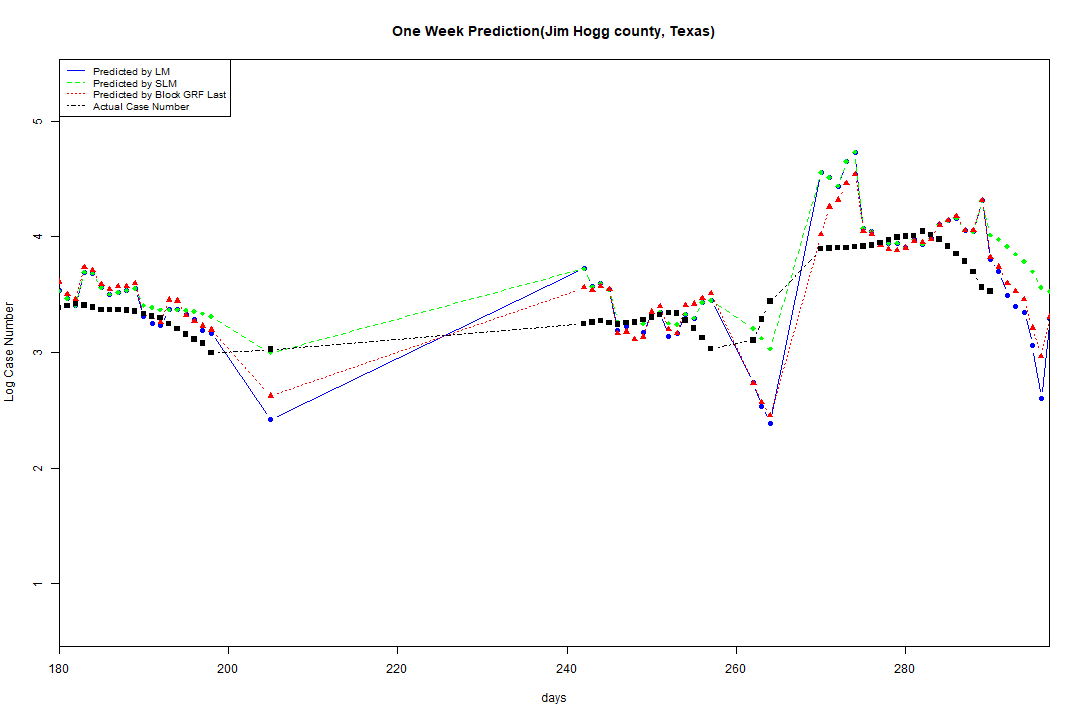 One Week Prediction(Jim Hogg county, Texas)
Predicted by LM
Predicted by SLM
Predicted by Block GRF Last
Actual Case Number
5
4
3
2
1
Log Case Number
180 200 220 240 260 280
days